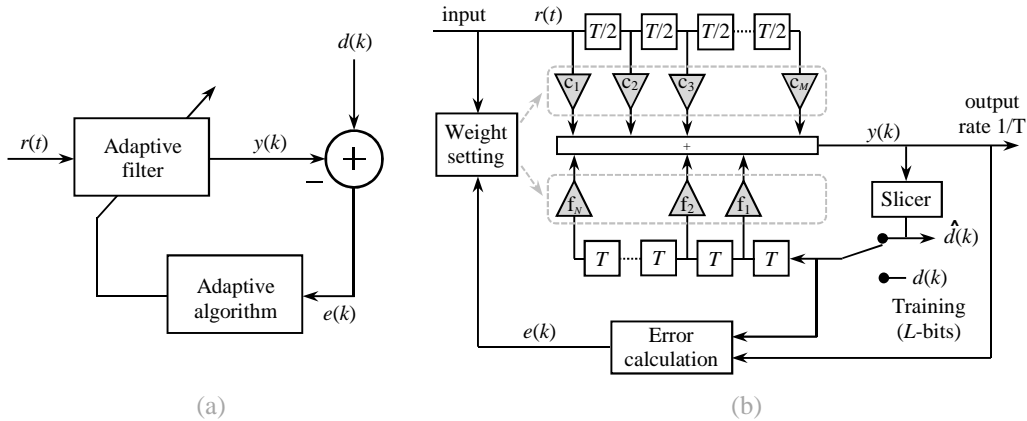 d(k)
r(t)
Adaptive
filter
y(k)
+
−
Adaptive
algorithm
e(k)
(a)
input
r(t)
T/2
T/2
T/2
T/2
c1
c2
c3
cM
Weight
setting
+
y(k)
output
rate 1/T
fN
f2
f1
Slicer
d̂(k)
T
T
T
T
d(k)
Training
(L-bits)
e(k)
Error
calculation
(b)